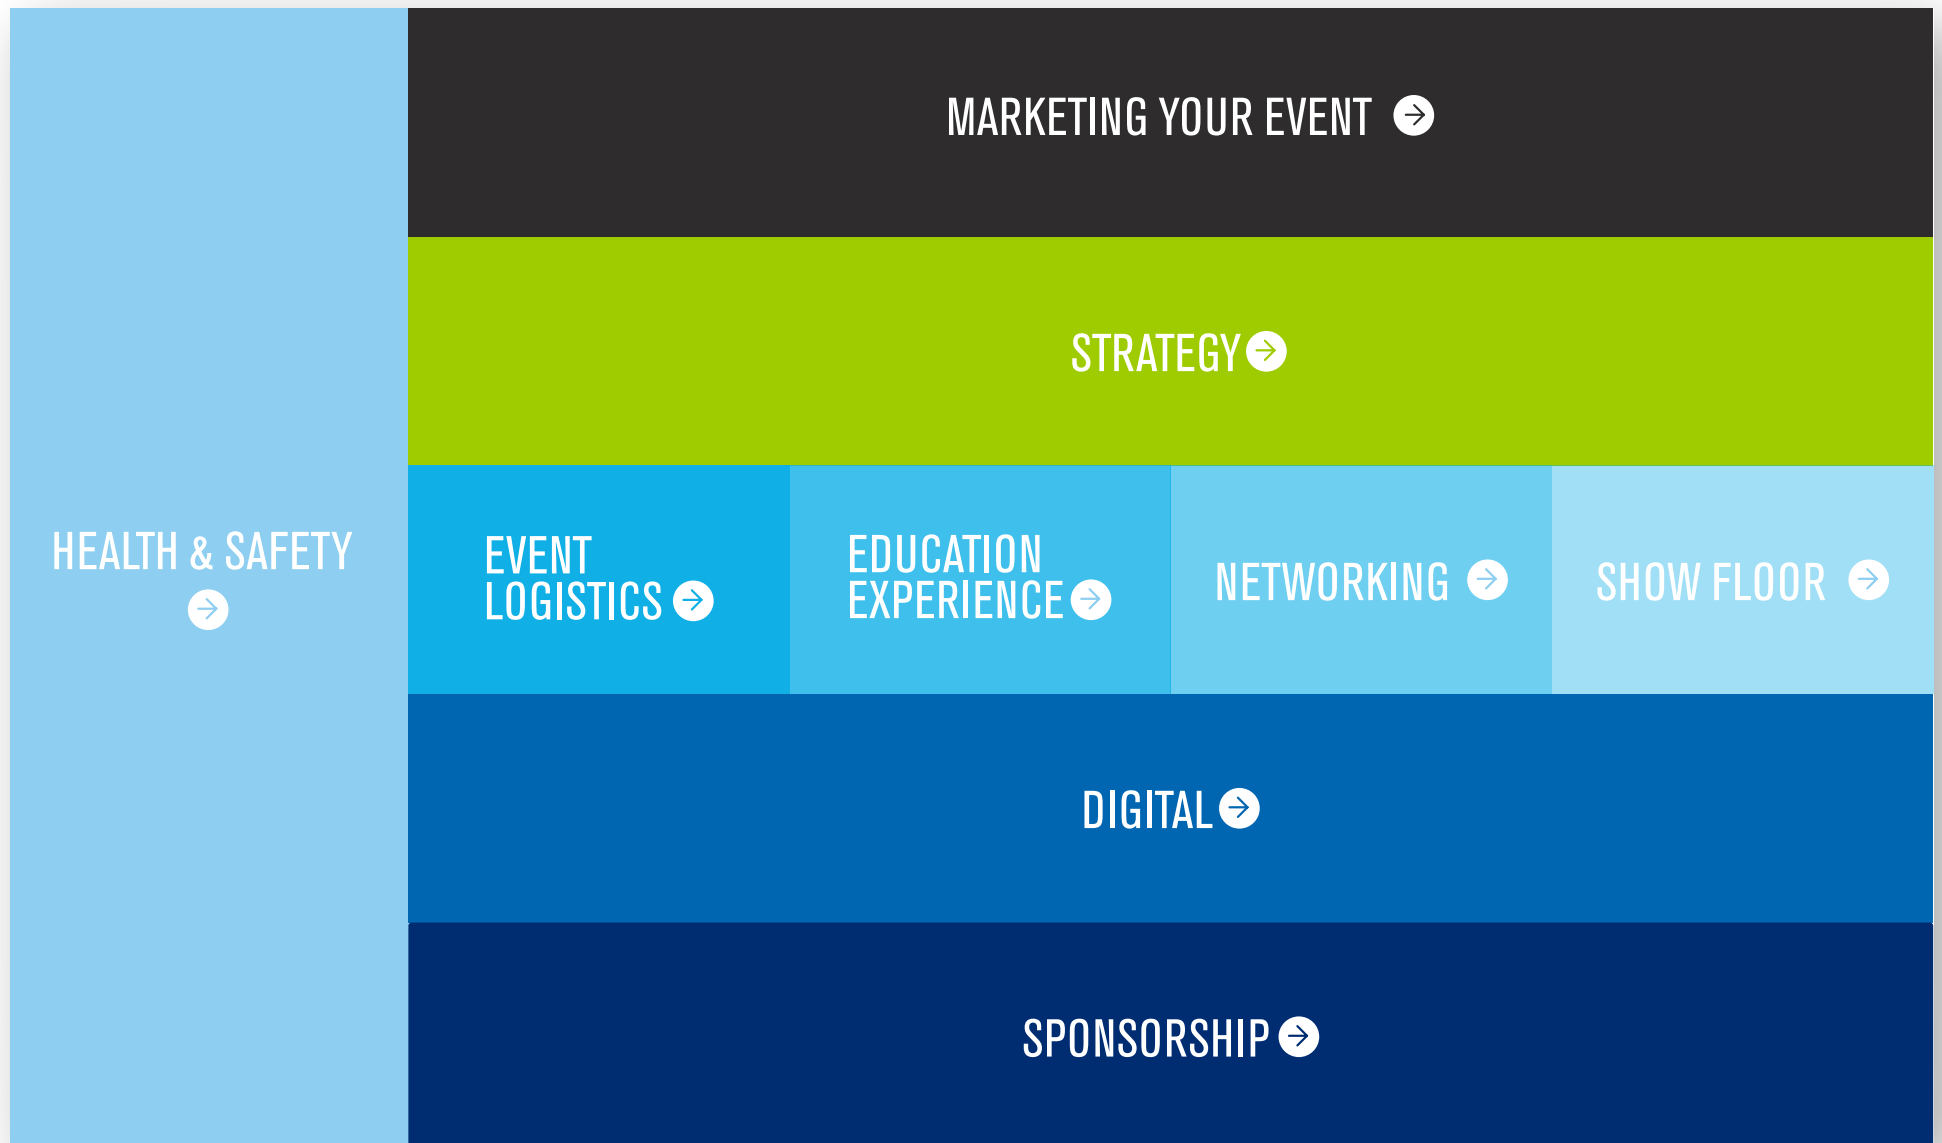 MARKETING YOUR EVENT
STRATEGY
HEALTH & SAFETY
EVENT
LOGISTICS
EDUCATION
EXPERIENCE
NETWORKING
SHOW FLOOR
DIGITAL
SPONSORSHIP